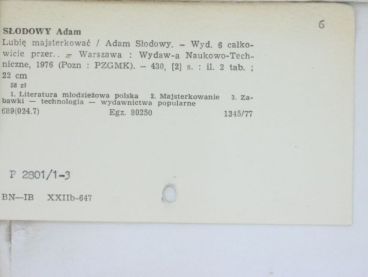 6
SŁODOWY Adam
Lubię majsterkować / Adam Słodowy. — Wyd. 6 całko-
wicie przer.. — Warszawa : Wydaw-a Naukowo-Tech-
niczne, 1976 (Pozn : PZGMK). — 430, [2] s. : il. 2 tab. ;
22 cm
58 zł
1. Literatura młodzieżowa polska 2. Majsterkowanie 3. Za-
bawki — technologia — wydawnictwa popularne
689(024.7) Egz. 80250 1345/77
P 2801/1-3
BN—IB XXIIb-647